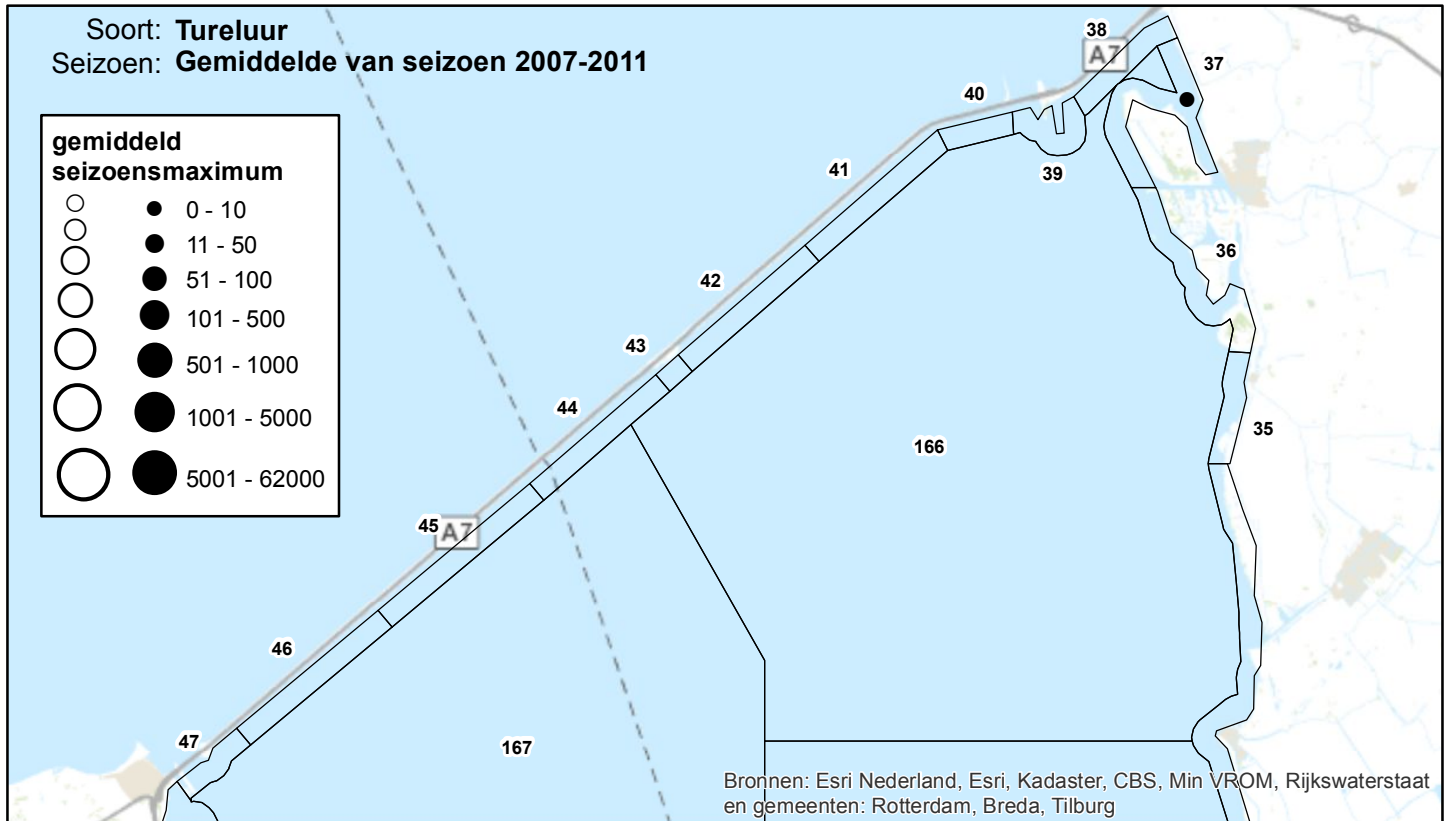 Soort: Tureluur
Seizoen: Gemiddelde van seizoen 2007-2011
gemiddeld
seizoensmaximum
0 - 10
11 - 50
51 - 100
101 - 500
501 - 1000
1001 - 5000
5001 - 62000
38
A7
37
40
39
41
36
42
43
44
35
166
45
A7
46
47
167
Bronnen: Esri Nederland, Esri, Kadaster, CBS, Min VROM, Rijkswaterstaat
en gemeenten: Rotterdam, Breda, Tilburg